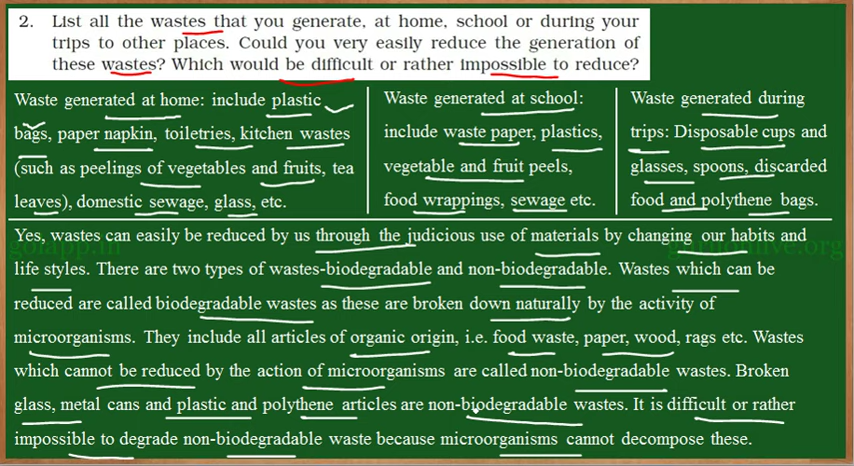 2. List all the wastes that you generate, at home, school or during your
trips to other places. Could you very easily reduce the generation of
these wastes? Which would be difficult or rather impossible to reduce?
Waste generated at home: include plastic
bags, paper napkin, toiletries, kitchen wastes
(such as peelings of vegetables and fruits, tea
leaves), domestic sewage, glass, etc.
Waste generated at school:
include waste paper, plastics,
vegetable and fruit peels,
food wrappings, sewage etc.
Waste generated during
trips: Disposable cups and
glasses, spoons, discarded
food and polythene bags.
Yes, wastes can easily be reduced by us through the judicious use of materials by changing our habits and
life styles. There are two types of wastes-biodegradable and non-biodegradable. Wastes which can be
reduced are called biodegradable wastes as these are broken down naturally by the activity of
microorganisms. They include all articles of organic origin, i.e. food waste, paper, wood, rags etc. Wastes
which cannot be reduced by the action of microorganisms are called non-biodegradable wastes. Broken
glass, metal cans and plastic and polythene articles are non-biodegradable wastes. It is difficult or rather
impossible to degrade non-biodegradable waste because microorganisms cannot decompose these.